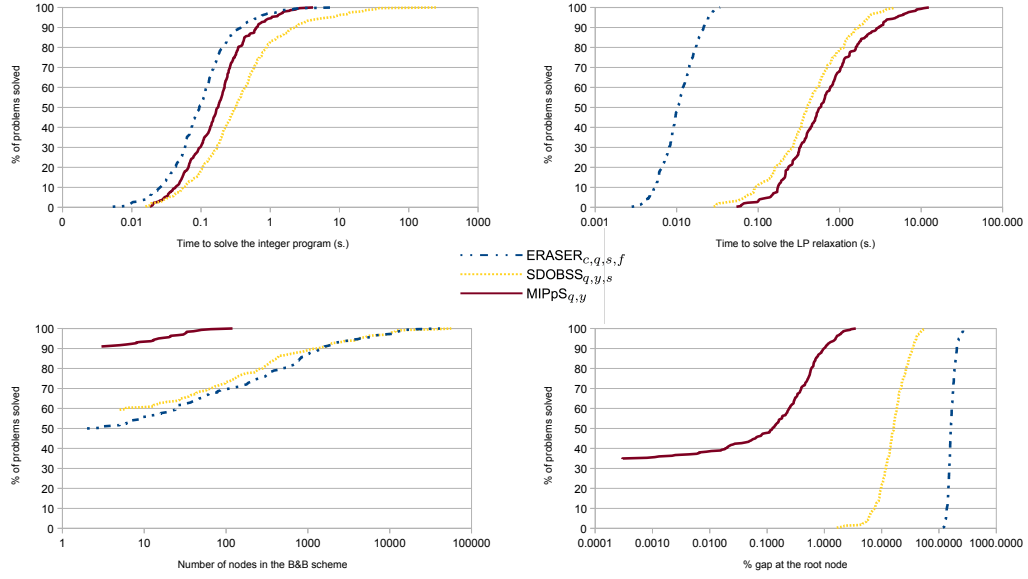 100
90
80
70
60
50
40
30
20
10
0
% of problems solved
0 0.01 0.1 1 10 100 1000
Time to solve the integer program (s.)
100
90
80
70
60
50
40
30
20
10
0
% of problems solved
0.001 0.010 0.100 1.000 10.000 100.000
Time to solve the LP relaxation (s.)
ERASER c,q,s,f
SDOBSS q,y,s
MIPpS q,y
100
90
80
70
60
50
40
30
20
10
0
% of problems solved
1 10 100 1000 10000 100000
Number of nodes in the B&B scheme
100
90
80
70
60
50
40
30
20
10
0
% of problems solved
0.0001 0.0010 0.0100 0.1000 1.0000 10.0000 100.0000 1000.0000
% gap at the root node